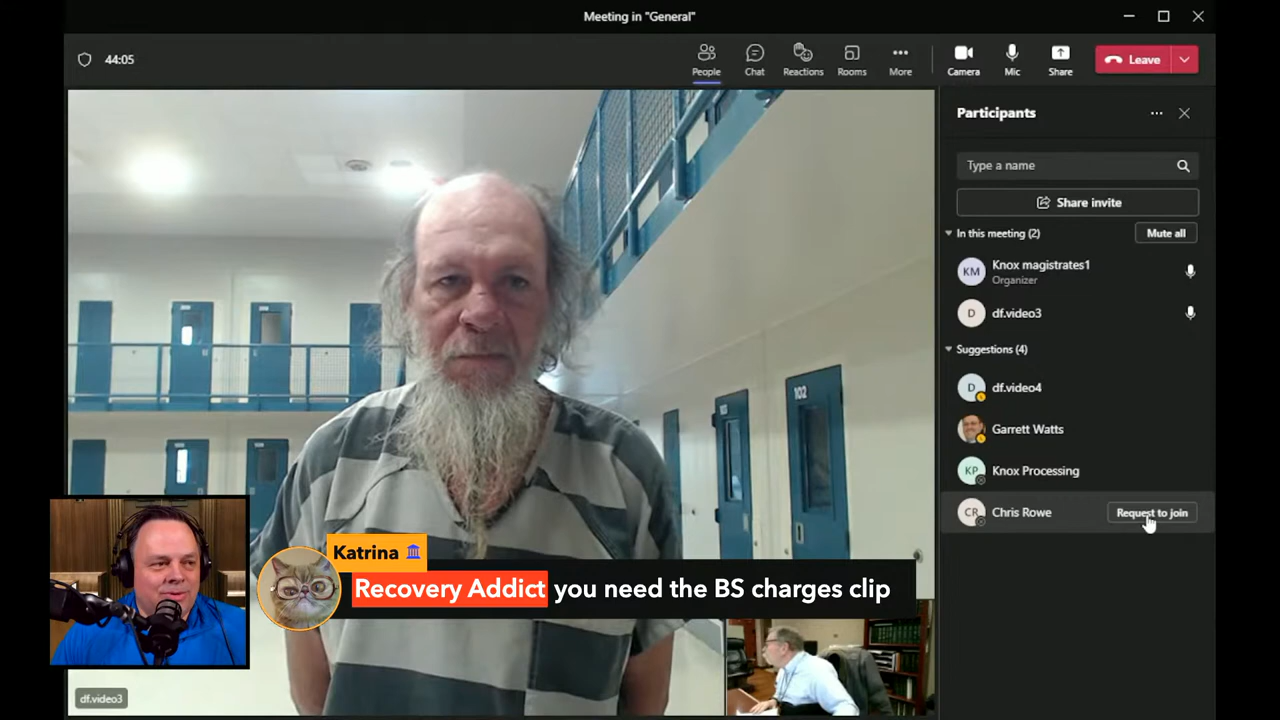 Meeting in "General"
44:05
People
Chat
Reactions
Rooms
More
Camera
Mic
Share
Leave
Participants
Type a name
Share invite
In this meeting (2)
Mute all
KM
Knox magistrates1
Organizer
D
df.video3
Suggestions (4)
D
df.video4
Garrett Watts
KP
Knox Processing
CR
Chris Rowe
Request to join
102
Katrina
Recovery Addict you need the BS charges clip
df.video3